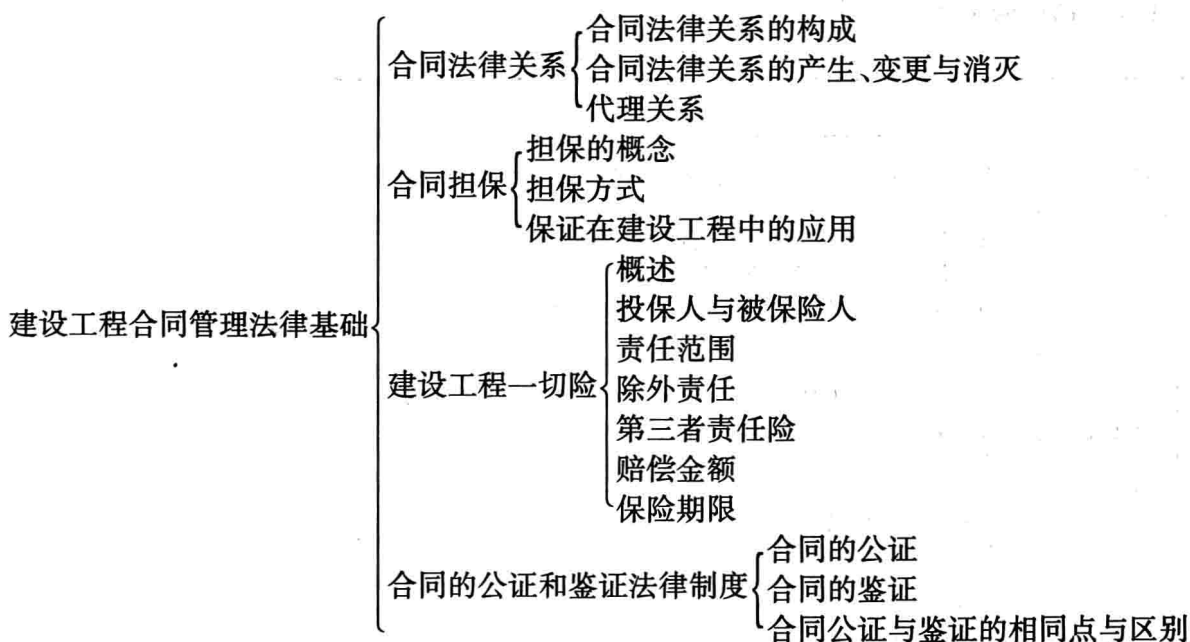 建设工程合同管理法律基础
合同法律关系
合同法律关系的构成
合同法律关系的产生、变更与消灭
代理关系
合同担保
担保的概念
担保方式
保证在建设工程中的应用
建设工程一切险
概述
投保人与被保险人
责任范围
除外责任
第三者责任险
赔偿金额
保险期限
合同的公证和鉴证法律制度
合同的公证
合同的鉴证
合同公证与鉴证的相同点与区别